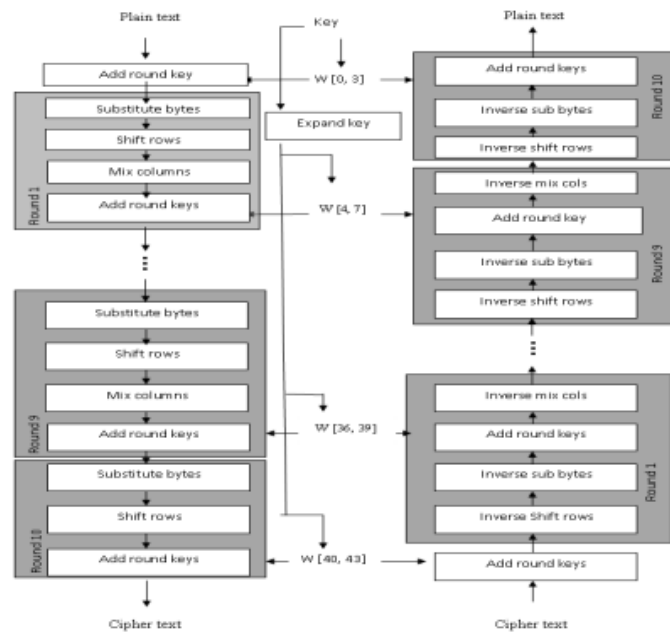 Plain text
Add round key
Substitute bytes
Shift rows
Mix columns
Add round keys
Round 1
Substitute bytes
Shift rows
Mix columns
Add round keys
Round 9
Substitute bytes
Shift rows
Add round keys
Round 10
Cipher text
Key
W [0, 3]
Expand key
W [4, 7]
W [36, 39]
W [40, 43]
Plain text
Add round keys
Inverse sub bytes
Inverse shift rows
Round 10
Inverse mix cols
Add round key
Inverse sub bytes
Inverse shift rows
Round 9
Inverse mix cols
Add round keys
Inverse sub bytes
Inverse Shift rows
Round 1
Add round keys
Cipher text